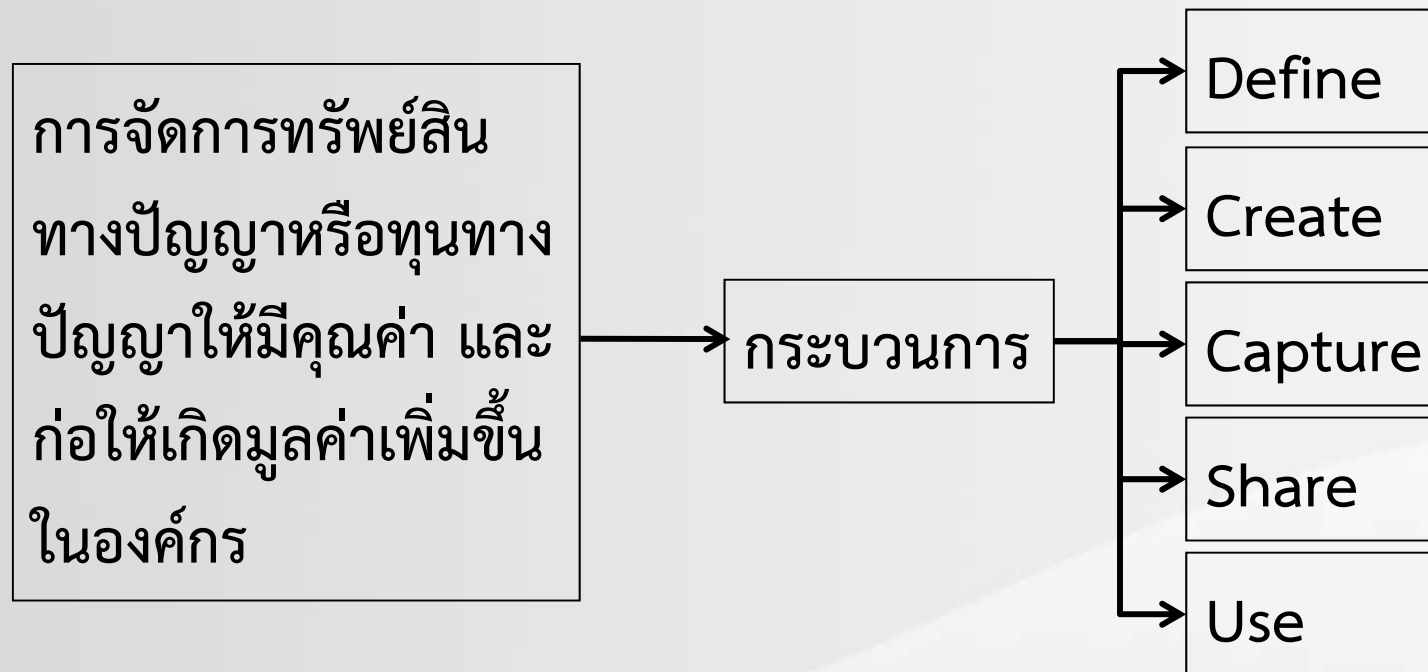 การจัดการทรัพย์สิน
ทางปัญญาหรือทุนทาง
ปัญญาให้มีคุณค่า และ
ก่อให้เกิดมูลค่าเพิ่มขึ้น
ในองค์กร
กระบวนการ
Define
Create
Capture
Share
Use